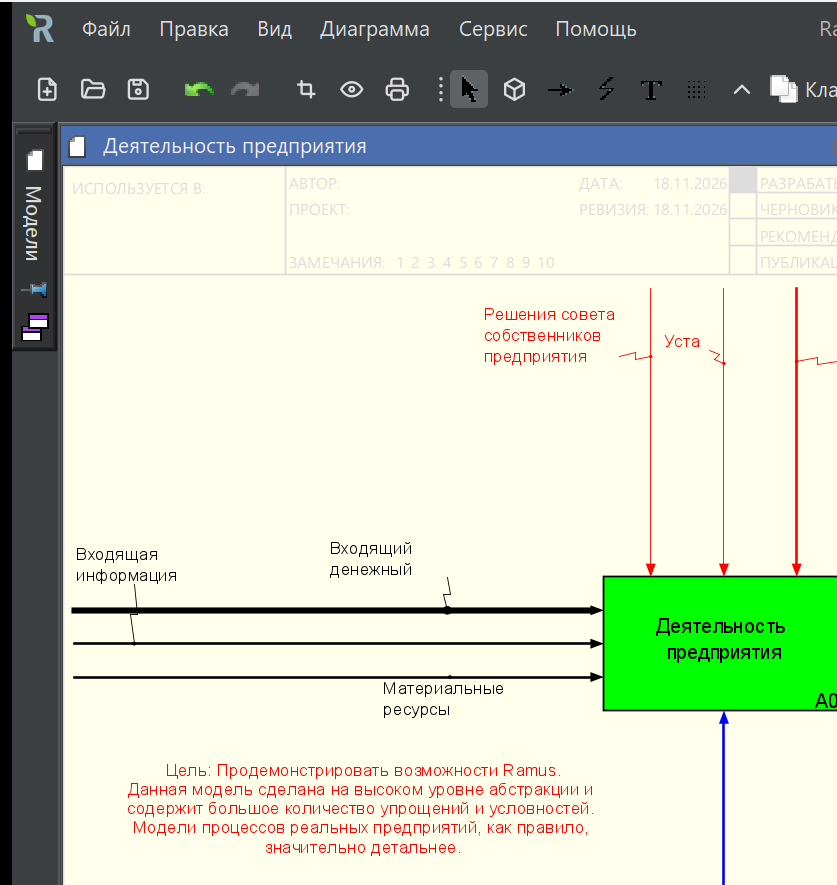 Файл Правка Вид Диаграмма Сервис Помощь
Деятельность предприятия
Модели
ИСПОЛЬЗУЕТСЯ В:
АВТОР:
ДАТА: 18.11.2026
ПРОЕКТ:
РЕВИЗИЯ: 18.11.2026
ЗАМЕЧАНИЯ: 1 2 3 4 5 6 7 8 9 10
Решения совета
собственников
предприятия
Уста
Входящая
информация
Входящий
денежный
Материальные
ресурсы
Деятельность
предприятия
A0
Цель: Продемонстрировать возможности Ramus.
Данная модель сделана на высоком уровне абстракции и
содержит большое количество упрощений и условностей.
Модели процессов реальных предприятий, как правило,
значительно детальнее.